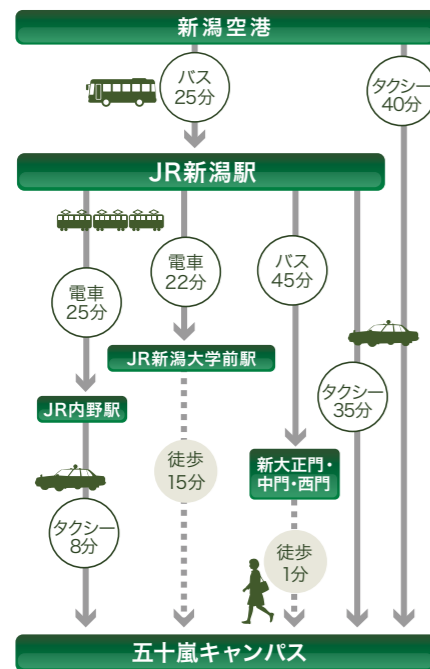 新潟空港
バス
25分
タクシー
40分
JR新潟駅
電車
25分
電車
22分
バス
45分
タクシー
35分
JR新潟大学前駅
JR内野駅
徒歩
15分
新大正門・
中門・西門
タクシー
8分
徒歩
1分
五十嵐キャンパス